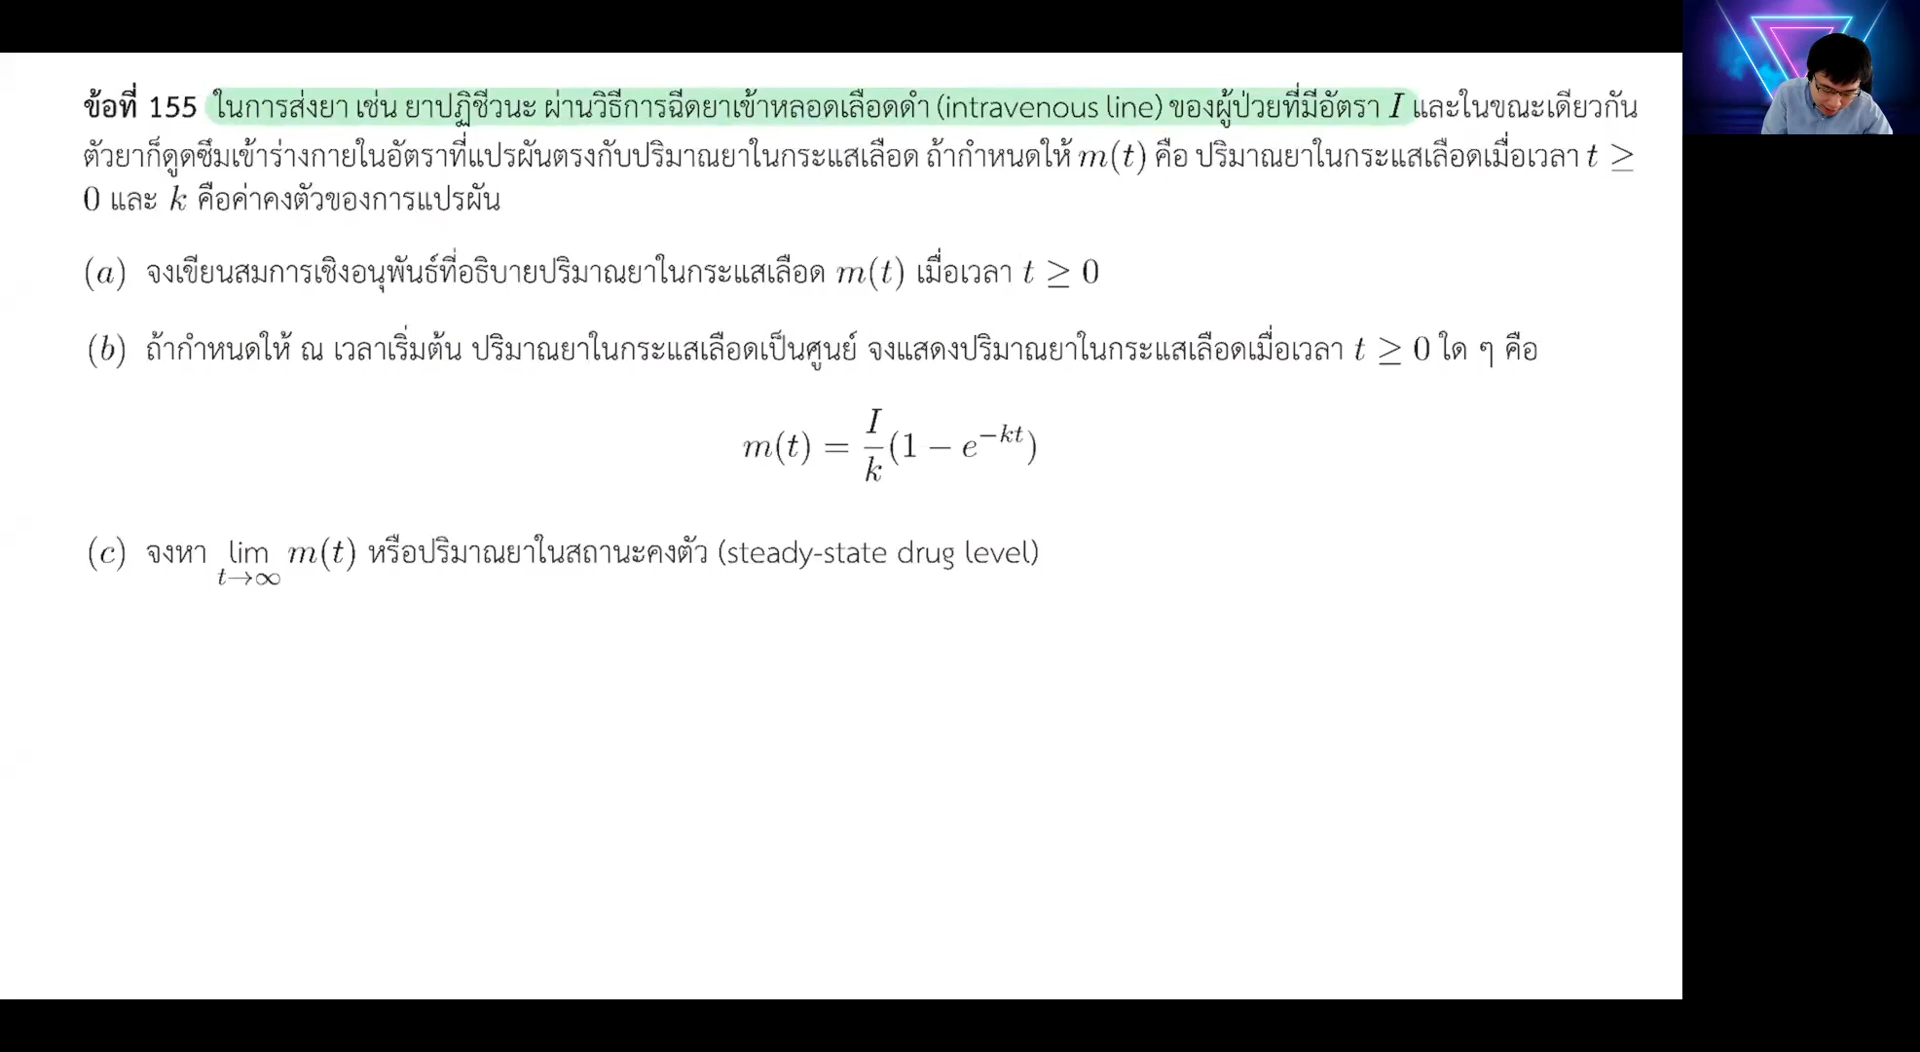 ข้อที่ 155 ในการส่งยา เช่น ยาปฏิชีวนะ ผ่านวิธีการฉีดยาเข้าหลอดเลือดดำ (intravenous line) ของผู้ป่วยที่มีอัตรา I และในขณะเดียวกัน
ตัวยาก็ดูดซึมเข้าร่างกายในอัตราที่แปรผันตรงกับปริมาณยาในกระแสเลือด ถ้ากำหนดให้ m(t) คือ ปริมาณยาในกระแสเลือดเมื่อเวลา t ≥
0 และ k คือค่าคงตัวของการแปรผัน
(a) จงเขียนสมการเชิงอนุพันธ์ที่อธิบายปริมาณยาในกระแสเลือด m(t) เมื่อเวลา t ≥ 0
(b) ถ้ากำหนดให้ ณ เวลาเริ่มต้น ปริมาณยาในกระแสเลือดเป็นศูนย์ จงแสดงปริมาณยาในกระแสเลือดเมื่อเวลา t ≥ 0 ใด ๆ คือ
m(t) = \frac{I}{k}(1 − e^{−kt})
(c) จงหา \lim_{t→∞} m(t) หรือปริมาณยาในสถานะคงตัว (steady-state drug level)